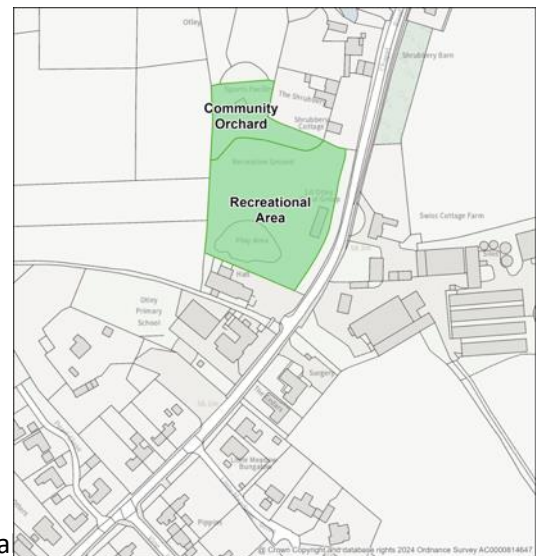 Otley
Shrubbery Barn
Sports Facility
The Shrubbery
Community
Orchard
Shrubbery
Cottage
Recreation Ground
Recreational
Area
Swiss Cottage Farm
Play Area
Hall
Otley
Primary
School
Surgery
Bungalow
Pippins
a
© Crown Copyright and database rights 2024 Ordnance Survey AC0000814647